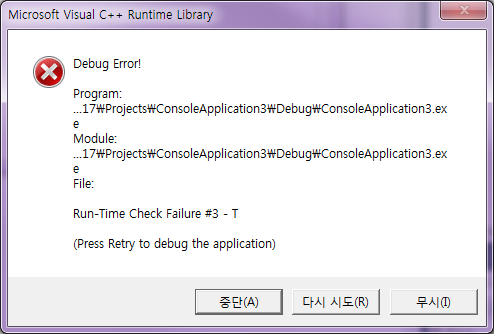 Microsoft Visual C++ Runtime Library
Debug Error!
Program:
...17₩Projects₩ConsoleApplication3₩Debug₩ConsoleApplication3.ex
e
Module:
...17₩Projects₩ConsoleApplication3₩Debug₩ConsoleApplication3.ex
e
File:
Run-Time Check Failure #3 - T
(Press Retry to debug the application)
중단(A)
다시 시도(R)
무시(I)